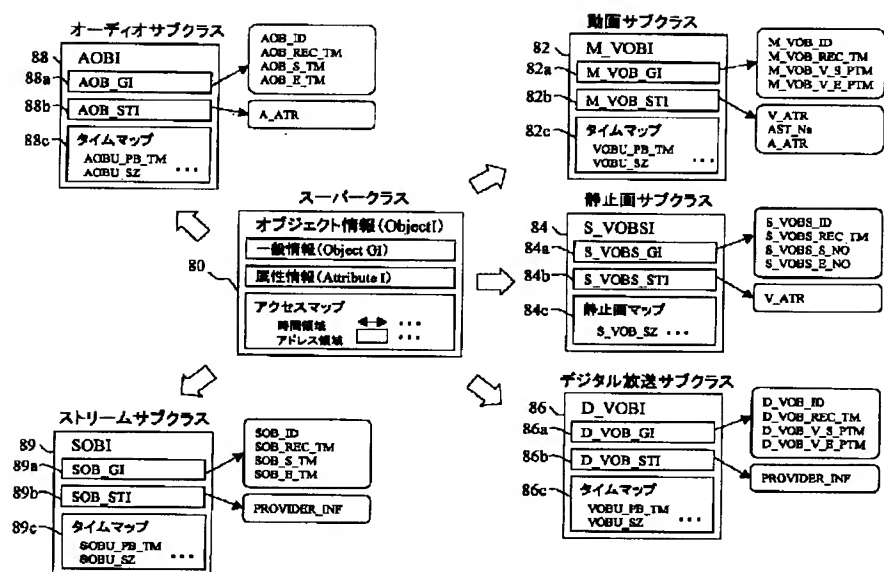 オーディオサブクラス
88
AOBI
88a
AOB_GI
88b
AOB_STI
88c
タイムマップ
AOBU_PB_TM
AOBU_SZ ・・・
AOB_ID
AOB_REC_TM
AOB_S_TM
AOB_E_TM
A_ATR
動画サブクラス
82
M_VOBI
82a
M_VOB_GI
82b
M_VOB_STI
82c
タイムマップ
VOBU_PB_TM
VOBU_SZ ・・・
M_VOB_ID
M_VOB_REC_TM
M_VOB_V_S_PTM
M_VOB_V_E_PTM
V_ATR
AST_Ns
A_ATR
スーパークラス
80
オブジェクト情報(ObjectI)
一般情報(Object GI)
属性情報(Attribute I)
アクセスマップ
時間領域 ・・・
アドレス領域 ・・・
静止画サブクラス
84
S_VOBSI
84a
S_VOBS_GI
84b
S_VOBS_STI
84c
静止画マップ
S_VOB_SZ ・・・
S_VOBS_ID
S_VOBS_REC_TM
S_VOBS_S_NO
S_VOBS_E_NO
V_ATR
ストリームサブクラス
89
SOBI
89a
SOB_GI
89b
SOB_STI
89c
タイムマップ
SOBU_PB_TM
SOBU_SZ ・・・
SOB_ID
SOB_REC_TM
SOB_S_TM
SOB_E_TM
PROVIDER_INF
デジタル放送サブクラス
86
D_VOBI
86a
D_VOB_GI
86b
D_VOB_STI
86c
タイムマップ
VOBU_PB_TM
VOBU_SZ ・・・
D_VOB_ID
D_VOB_REC_TM
D_VOB_V_S_PTM
D_VOB_V_E_PTM
PROVIDER_INF